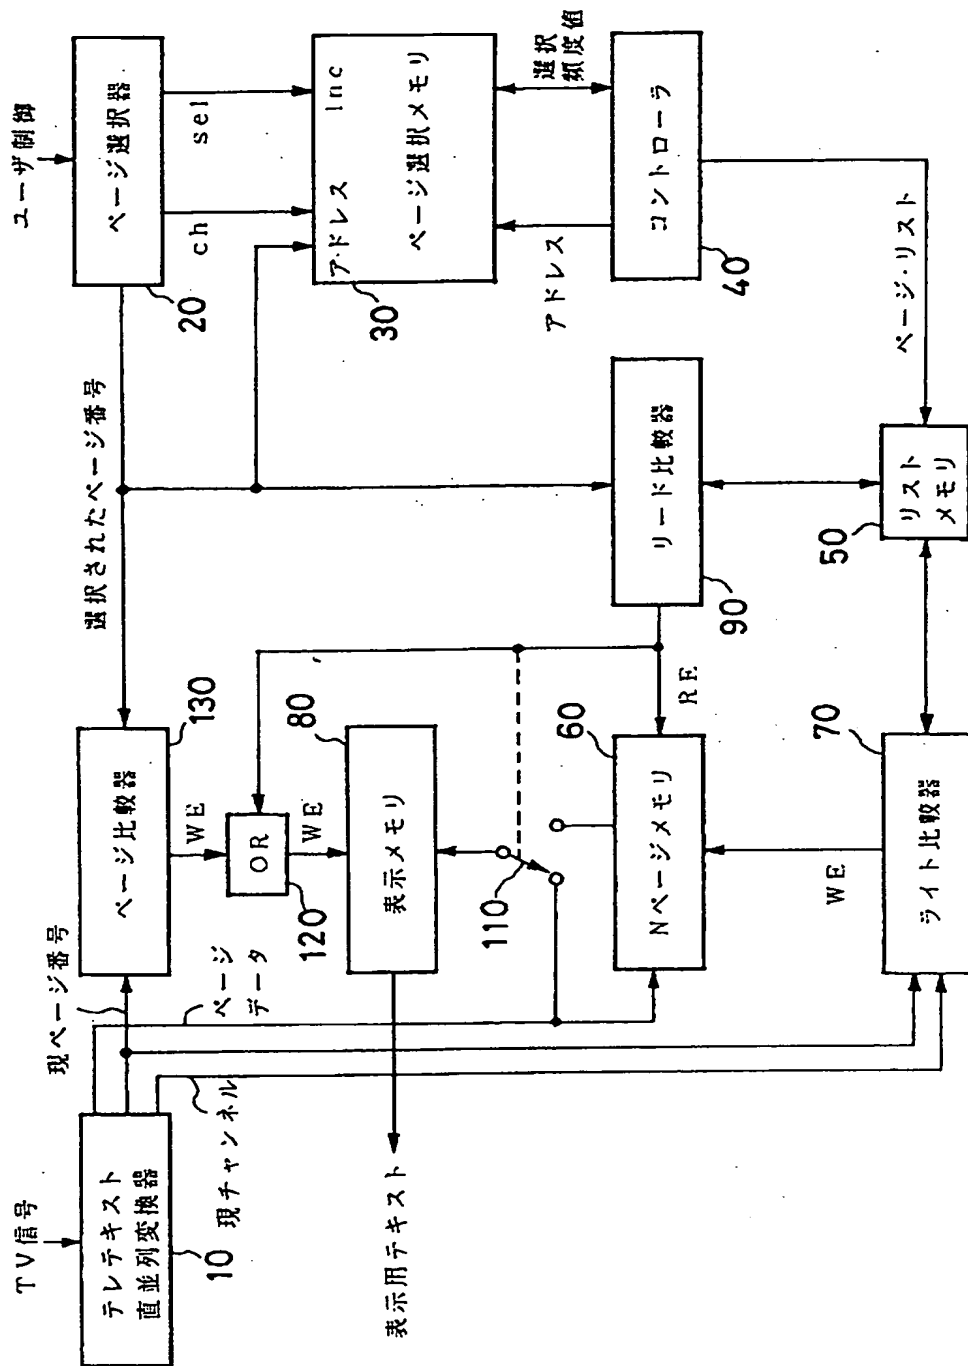 TV信号
テレテキスト
直並列変換器
10
現チャンネル
現ページ番号
ページ
データ
ページ比較器
130
WE
OR
120
WE
表示メモリ
80
表示用テキスト
110
Nページメモリ
60
RE
WE
ライト比較器
70
選択されたページ番号
ユーザ制御
ページ選択器
20
ch
sel
アドレス
Inc
ページ選択メモリ
30
アドレス
選択
頻度値
コントローラ
40
リード比較器
90
ページ・リスト
リスト
メモリ
50